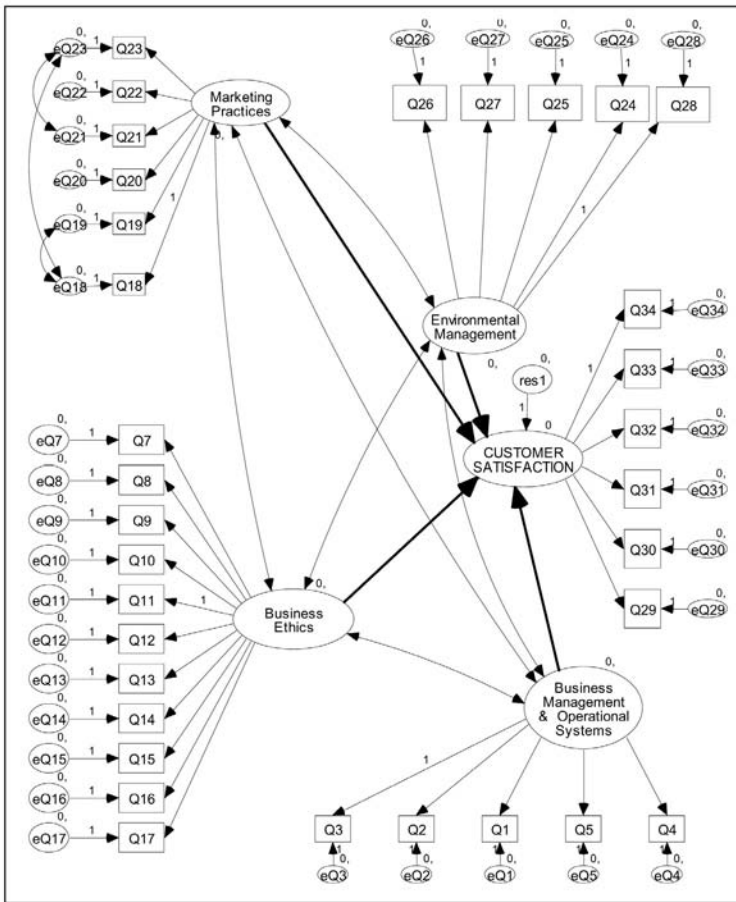 0,
eQ23 1 Q23
0,
eQ22 1 Q22
0,
eQ21 1 Q21
0,
eQ20 1 Q20
0,
eQ19 1 Q19
0,
eQ18 1 Q18
1
Marketing
Practices
0,
0, 0, 0, 0, 0,
eQ26 eQ27 eQ25 eQ24 eQ28
1 1 1 1 1
Q26 Q27 Q25 Q24 Q28
1
Environmental
Management
0,
0,
res1
1
0
CUSTOMER
SATISFACTION
1
0,
Q34 1 eQ34
0,
Q33 1 eQ33
0,
Q32 1 eQ32
0,
Q31 1 eQ31
0,
Q30 1 eQ30
0,
Q29 1 eQ29
0,
eQ7 1 Q7
0,
eQ8 1 Q8
0,
eQ9 1 Q9
0,
eQ10 1 Q10
0,
eQ11 1 Q11 1
0,
eQ12 1 Q12
0,
eQ13 1 Q13
0,
eQ14 1 Q14
0,
eQ15 1 Q15
0,
eQ16 1 Q16
0,
eQ17 1 Q17
0,
Business
Ethics
0,
Business
Management
& Operational
Systems
1
Q3 Q2 Q1 Q5 Q4
1 1 1 1 1
0, 0, 0, 0, 0,
eQ3 eQ2 eQ1 eQ5 eQ4